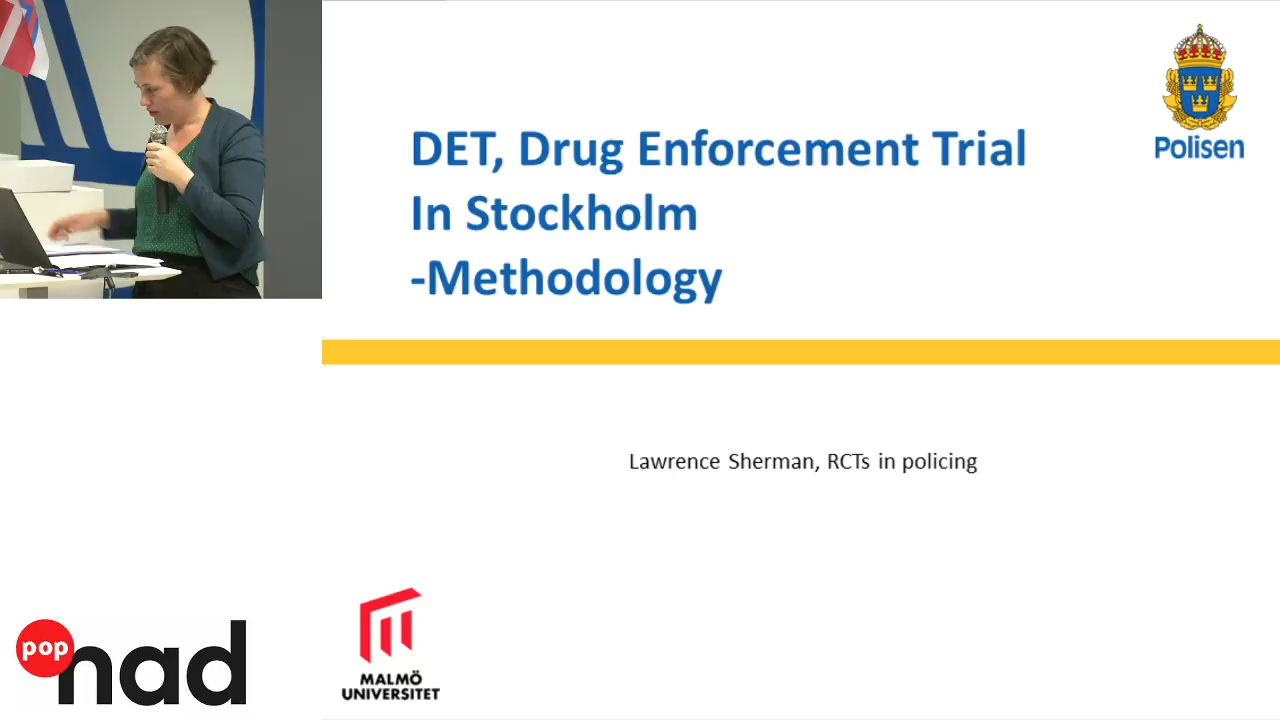 DET, Drug Enforcement Trial
In Stockholm
-Methodology
Polisen
Lawrence Sherman, RCTs in policing
pop
nad
MALMÖ
UNIVERSITET